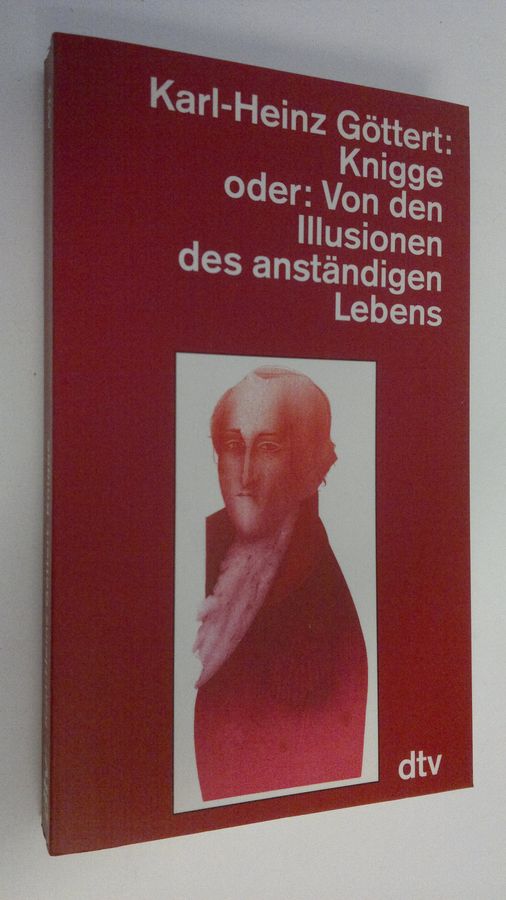 Karl-Heinz Göttert:
Knigge
oder: Von den
Illusionen
des anständigen
Lebens
dtv